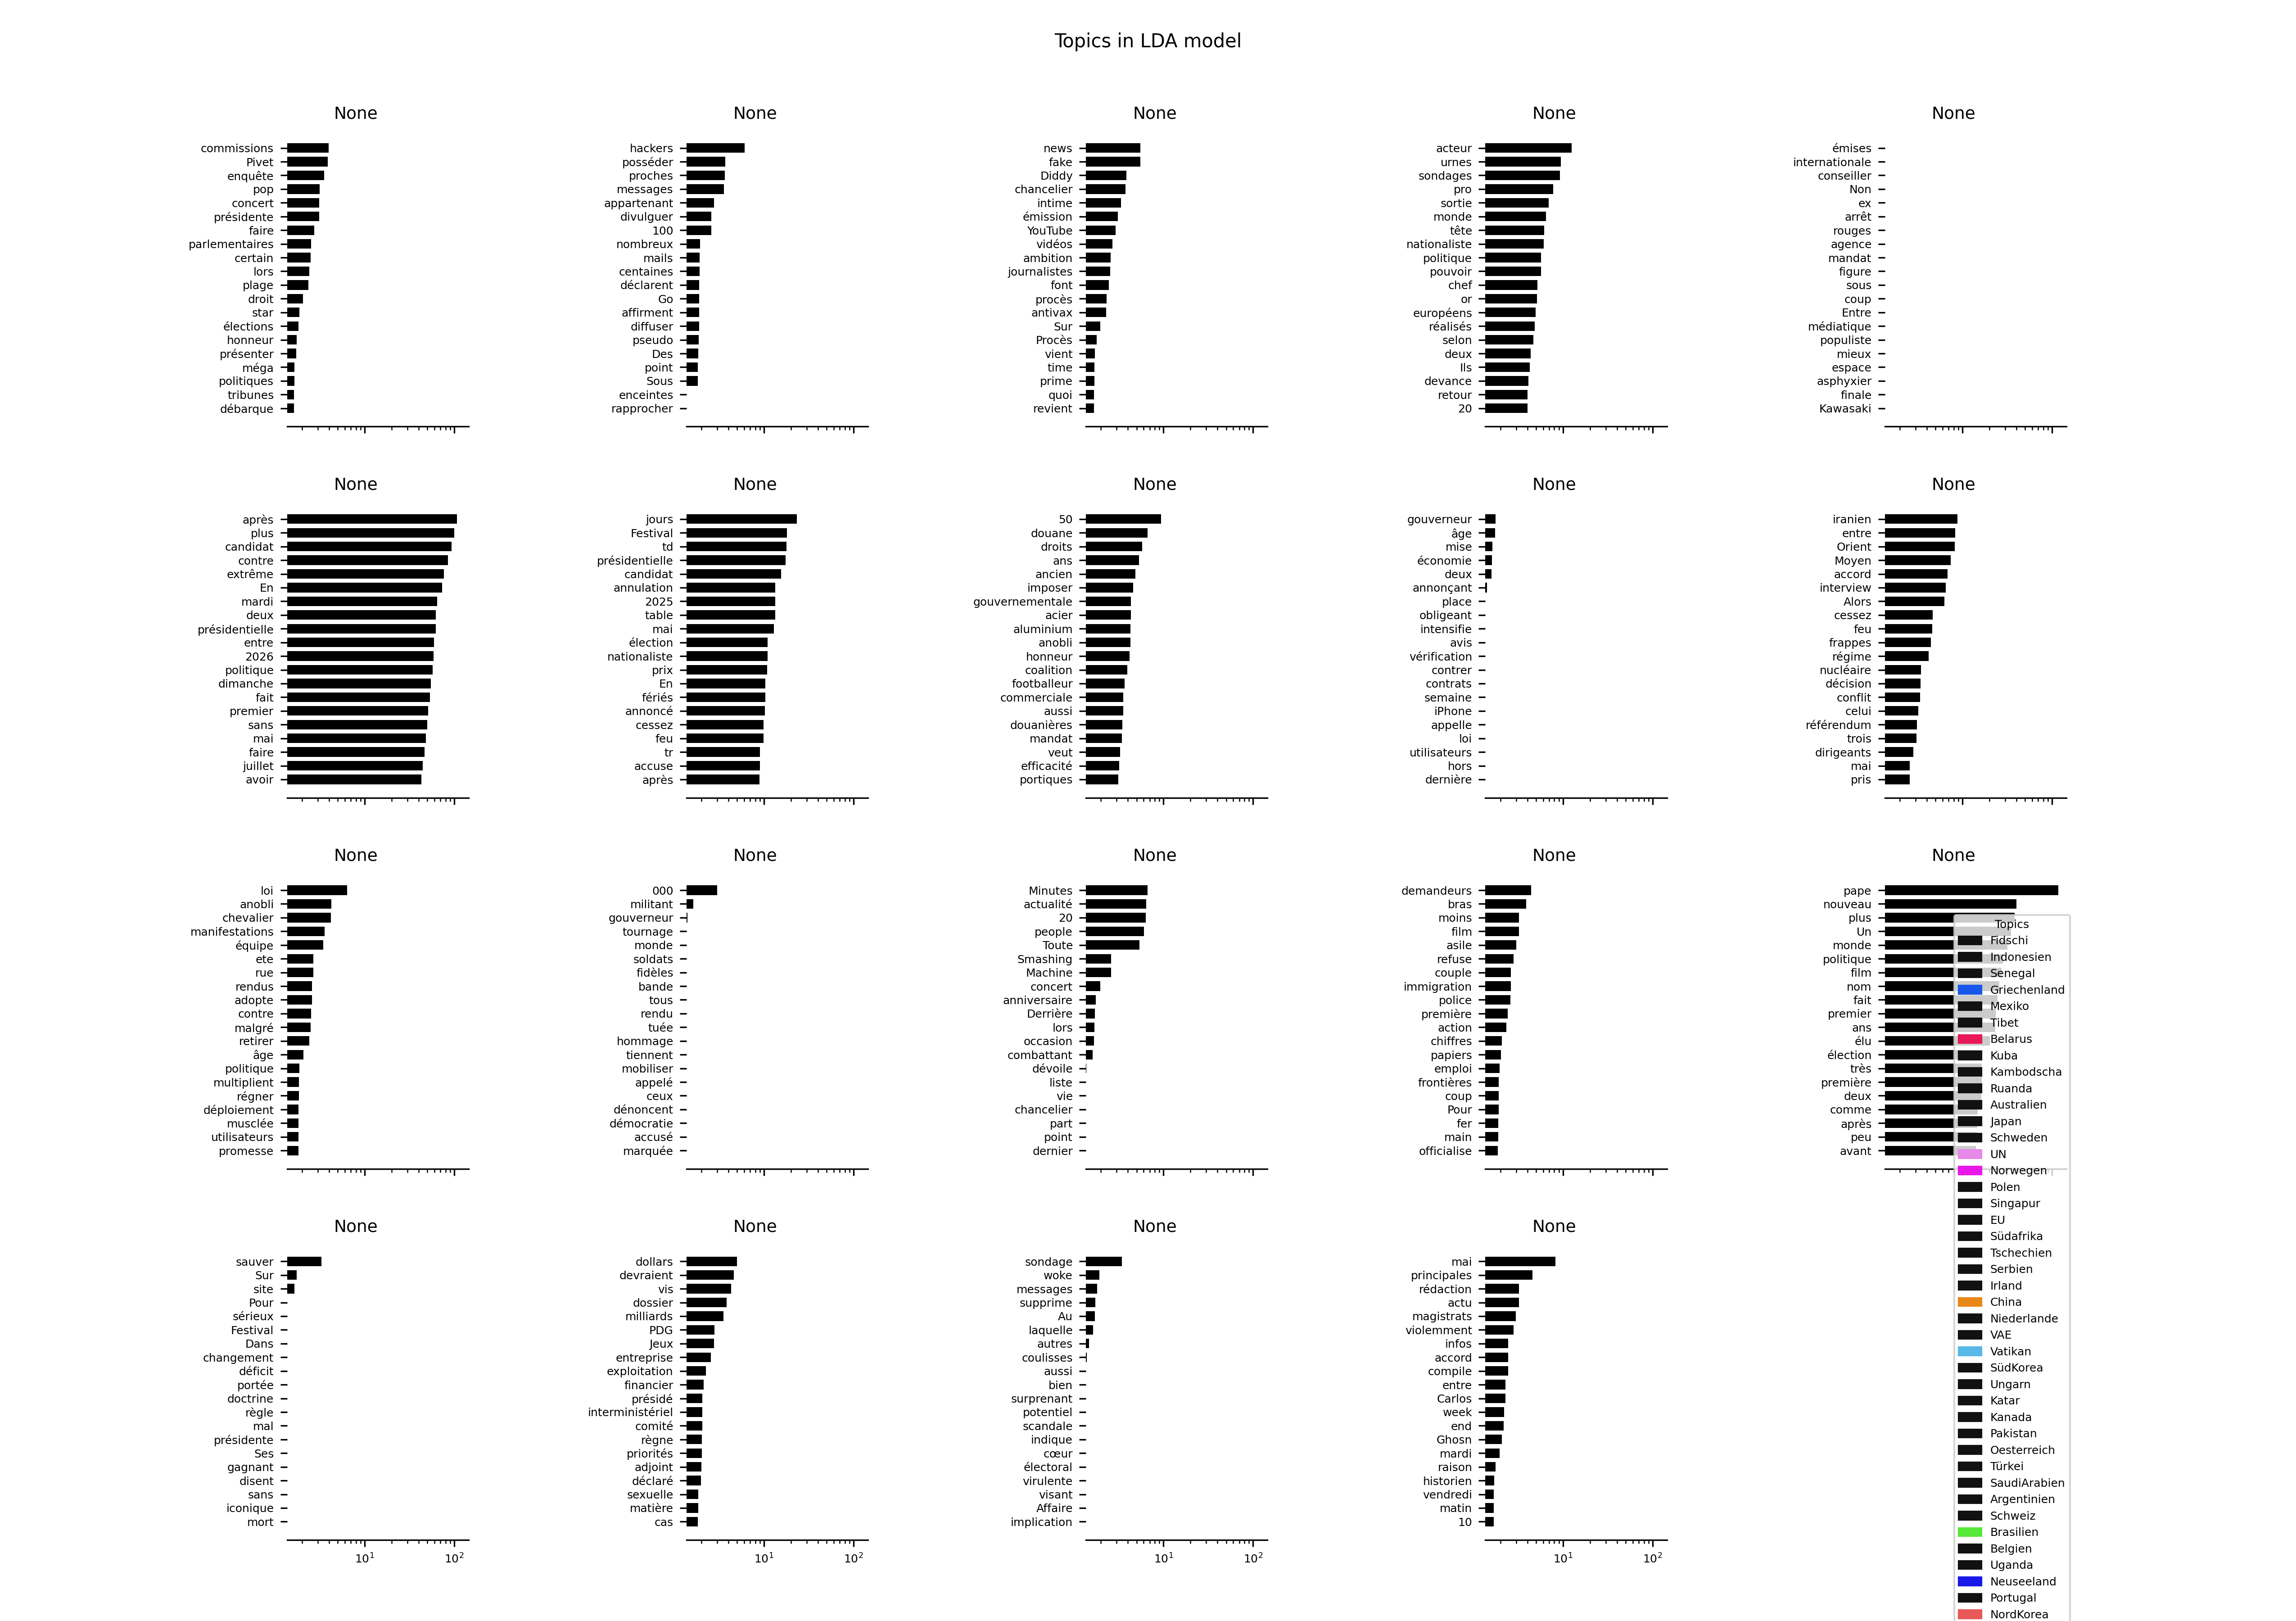 Topics in LDA model
None
commissions
Pivet
enquête
pop
concert
présidente
faire
parlementaires
certain
lors
plage
droit
star
élections
honneur
présenter
méga
politiques
tribunes
débarque
None
hackers
posséder
proches
messages
appartenant
divulguer
100
nombreux
mails
centaines
déclarent
Go
affirment
diffuser
pseudo
Des
point
Sous
enceintes
rapprocher
None
news
fake
Diddy
chancelier
intime
émission
YouTube
vidéos
ambition
journalistes
font
procès
antivax
Sur
Procès
vient
time
prime
quoi
revient
None
acteur
urnes
sondages
pro
sortie
monde
tête
nationaliste
politique
pouvoir
chef
or
européens
réalisés
selon
deux
Ils
devance
retour
20
None
émises
internationale
conseiller
Non
ex
arrêt
rouges
agence
mandat
figure
sous
coup
Entre
médiatique
populiste
mieux
espace
asphyxier
finale
Kawasaki
None
après
plus
candidat
contre
extrême
En
mardi
deux
présidentielle
entre
2026
politique
dimanche
fait
premier
sans
mai
faire
juillet
avoir
None
jours
Festival
td
présidentielle
candidat
annulation
2025
table
mai
élection
nationaliste
prix
En
fériés
annoncé
cessez
feu
tr
accuse
après
None
50
douane
droits
ans
ancien
imposer
gouvernementale
acier
aluminium
anobli
honneur
coalition
footballeur
commerciale
aussi
douanières
mandat
veut
efficacité
portiques
None
gouverneur
âge
mise
économie
deux
annonçant
place
obligeant
intensifie
avis
vérification
contrer
contrats
semaine
iPhone
appelle
loi
utilisateurs
hors
dernière
None
iranien
entre
Orient
Moyen
accord
interview
Alors
cessez
feu
frappes
régime
nucléaire
décision
conflit
celui
référendum
trois
dirigeants
mai
pris
None
loi
anobli
chevalier
manifestations
équipe
ete
rue
rendus
adopte
contre
malgré
retirer
âge
politique
multiplient
régner
déploiement
musclée
utilisateurs
promesse
None
000
militant
gouverneur
tournage
monde
soldats
fidèles
bande
tous
rendu
tuée
hommage
tiennent
mobiliser
appelé
ceux
dénoncent
démocratie
accusé
marquée
None
Minutes
actualité
20
people
Toute
Smashing
Machine
concert
anniversaire
Derrière
lors
occasion
combattant
dévoile
liste
vie
chancelier
part
point
dernier
None
demandeurs
bras
moins
film
asile
refuse
couple
immigration
police
première
action
chiffres
papiers
emploi
frontières
coup
Pour
fer
main
officialise
None
pape
nouveau
plus
Un
monde
politique
film
nom
fait
premier
ans
élu
élection
très
première
deux
comme
après
peu
avant
None
sauver
Sur
site
Pour
sérieux
Festival
Dans
changement
déficit
portée
doctrine
règle
mal
présidente
Ses
gagnant
disent
sans
iconique
mort
10^1 10^2
None
dollars
devraient
vis
dossier
milliards
PDG
Jeux
entreprise
exploitation
financier
présidé
interministériel
comité
règne
priorités
adjoint
déclaré
sexuelle
matière
cas
10^1 10^2
None
sondage
woke
messages
supprime
Au
laquelle
autres
coulisses
aussi
bien
surprenant
potentiel
scandale
indique
cœur
électoral
virulente
visant
Affaire
implication
10^1 10^2
None
mai
principales
rédaction
actu
magistrats
violemment
infos
accord
compile
entre
Carlos
week
end
Ghosn
mardi
raison
historien
vendredi
matin
10
10^1 10^2
Topics
Fidschi
Indonesien
Senegal
Griechenland
Mexiko
Tibet
Belarus
Kuba
Kambodscha
Ruanda
Australien
Japan
Schweden
UN
Norwegen
Polen
Singapur
EU
Südafrika
Tschechien
Serbien
Irland
China
Niederlande
VAE
Vatikan
SüdKorea
Ungarn
Katar
Kanada
Pakistan
Oesterreich
Türkei
SaudiArabien
Argentinien
Schweiz
Brasilien
Belgien
Uganda
Neuseeland
Portugal
NordKorea